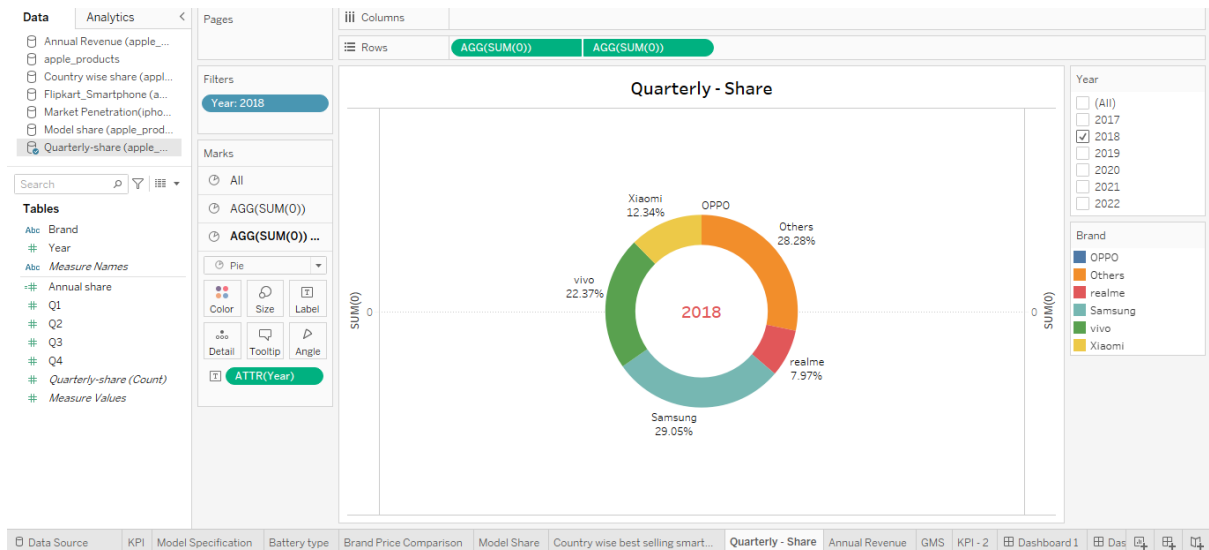 Data
Analytics
Annual Revenue (apple_...
apple_products
Country wise share (appl...
Flipkart_Smartphone (a...
Market Penetration(ipho...
Model share (apple_prod...
Quarterly-share (apple_...
Search
Tables
Abc Brand
# Year
Abc Measure Names
=# Annual share
# Q1
# Q2
# Q3
# Q4
# Quarterly-share (Count)
# Measure Values
Pages
Filters
Year: 2018
Marks
All
AGG(SUM(0))
AGG(SUM(0)) ...
Pie
Color Size Label
Detail Tooltip Angle
T ATTR(Year)
Columns
Rows AGG(SUM(0)) AGG(SUM(0))
Quarterly - Share
SUM(0)
0
Xiaomi
12.34%
OPPO
Others
28.28%
vivo
22.37%
2018
realme
7.97%
Samsung
29.05%
0
SUM(0)
Year
(All)
2017
2018
2019
2020
2021
2022
Brand
OPPO
Others
realme
Samsung
vivo
Xiaomi
Data Source KPI Model Specification Battery type Brand Price Comparison Model Share Country wise best selling smart... Quarterly - Share Annual Revenue GMS KPI - 2 Dashboard 1 Das